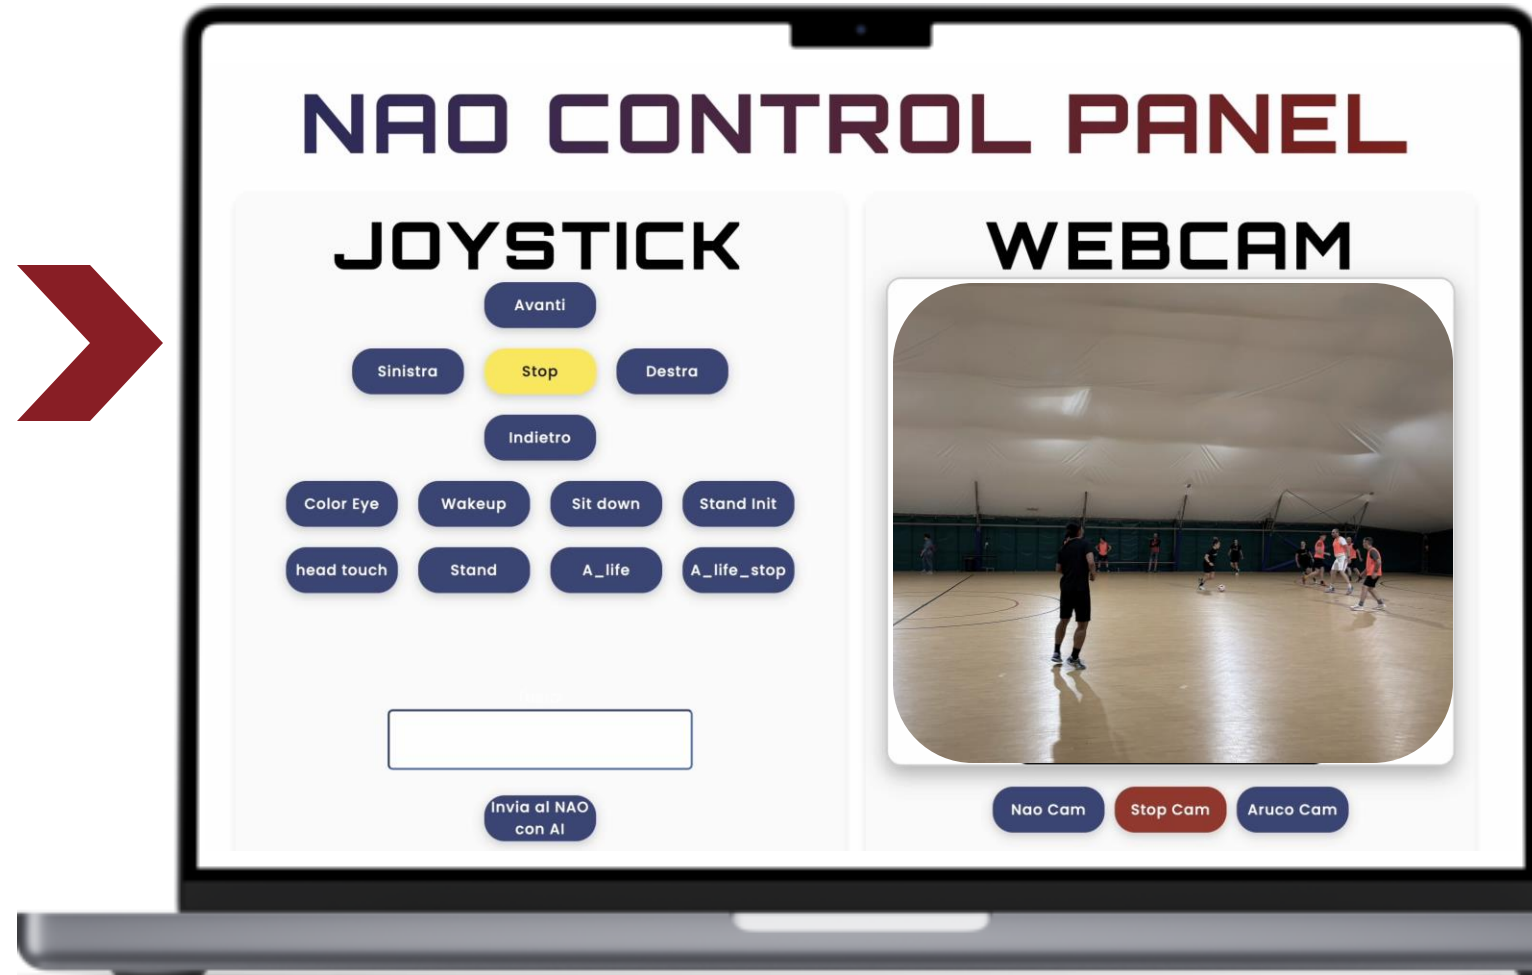 NAO CONTROL PANEL
JOYSTICK
Avanti
Sinistra
Stop
Destra
Indietro
Color Eye
Wakeup
Sit down
Stand Init
head touch
Stand
A_life
A_life_stop
Invia al NAO
con AI
WEBCAM
Nao Cam
Stop Cam
Aruco Cam